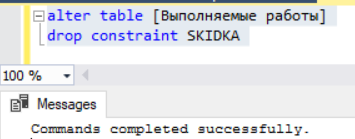 alter table [Выполняемые работы]
drop constraint SKIDKA
100 %
Messages
Commands completed successfully.